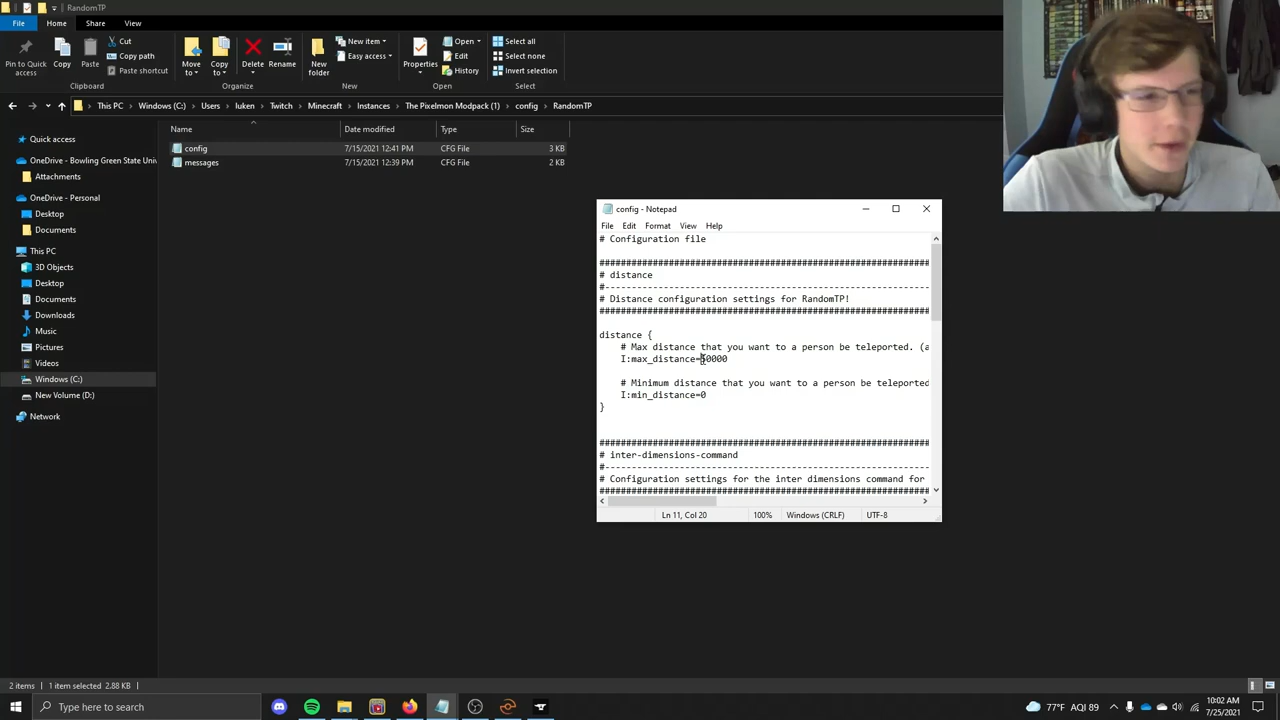 RandomTP
File Home Share View
Pin to Quick access
Copy
Paste
Cut
Copy path
Paste shortcut
Move to
Copy to
Delete
Rename
New folder
New item
Easy access
Properties
Open
Edit
History
Select all
Select none
Invert selection
Clipboard Organize New Open Select
This PC Windows (C:) Users luken Twitch Minecraft Instances The Pixelmon Modpack (1) config RandomTP
Name Date modified Type Size
config 7/15/2021 12:41 PM CFG File 3 KB
messages 7/15/2021 12:39 PM CFG File 2 KB
Quick access
OneDrive - Bowling Green State Univ
Attachments
OneDrive - Personal
Desktop
Documents
This PC
3D Objects
Desktop
Documents
Downloads
Music
Pictures
Videos
Windows (C:)
New Volume (D:)
Network
config - Notepad
File Edit Format View Help
# Configuration file
##############################################################
# distance
#-------------------------------------------------------------
# Distance configuration settings for RandomTP!
##############################################################
distance {
# Max distance that you want to a person be teleported. (a
I:max_distance=
# Minimum distance that you want to a person be teleported
I:min_distance=0
}
##############################################################
# inter-dimensions-command
#-------------------------------------------------------------
# Configuration settings for the inter dimensions command for
##############################################################
Ln 11, Col 20 100% Windows (CRLF) UTF-8
2 items 1 item selected 2.88 KB
Type here to search
77°F AQI 89
10:02 AM
7/25/2021